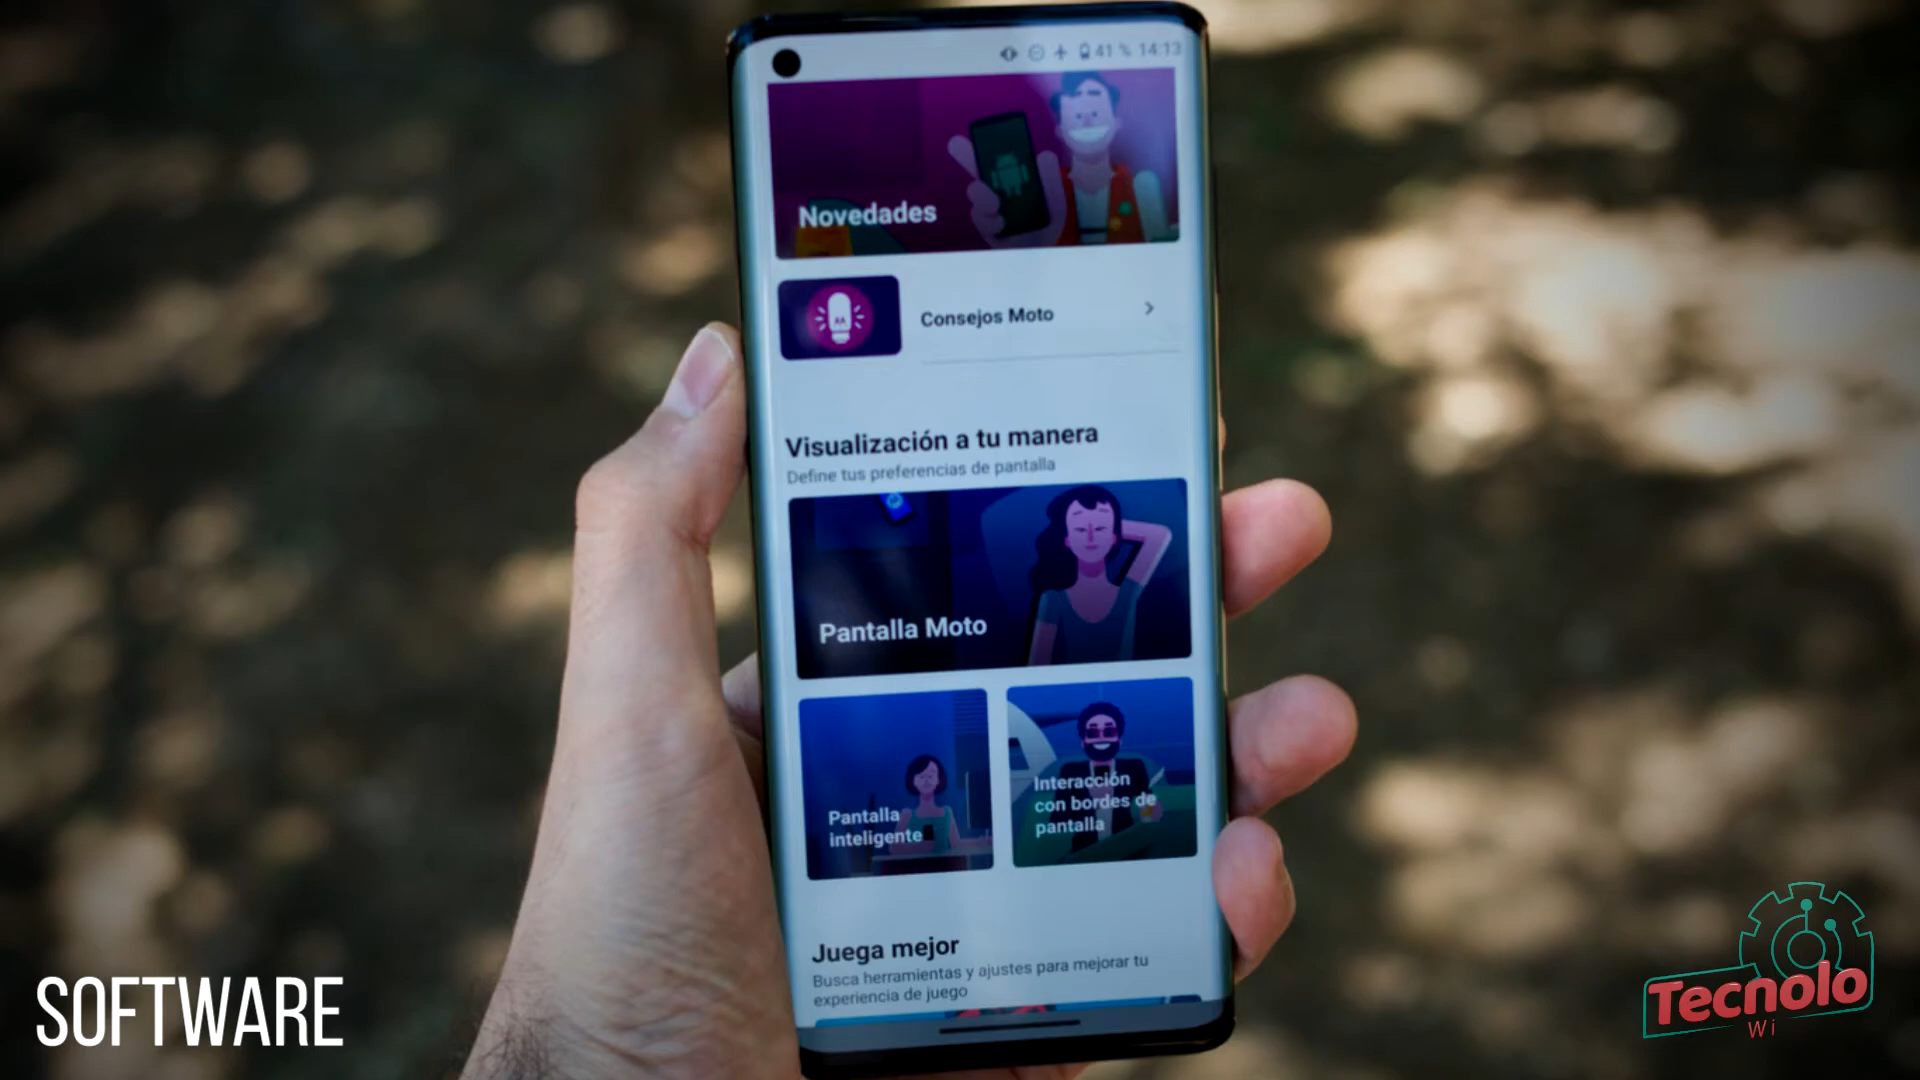 41 % 14:13
Novedades
Consejos Moto
Visualización a tu manera
Define tus preferencias de pantalla
Pantalla Moto
Pantalla
inteligente
Interacción
con bordes de
pantalla
Juega mejor
Busca herramientas y ajustes para mejorar tu
experiencia de juego
SOFTWARE
Tecnolo
Wi